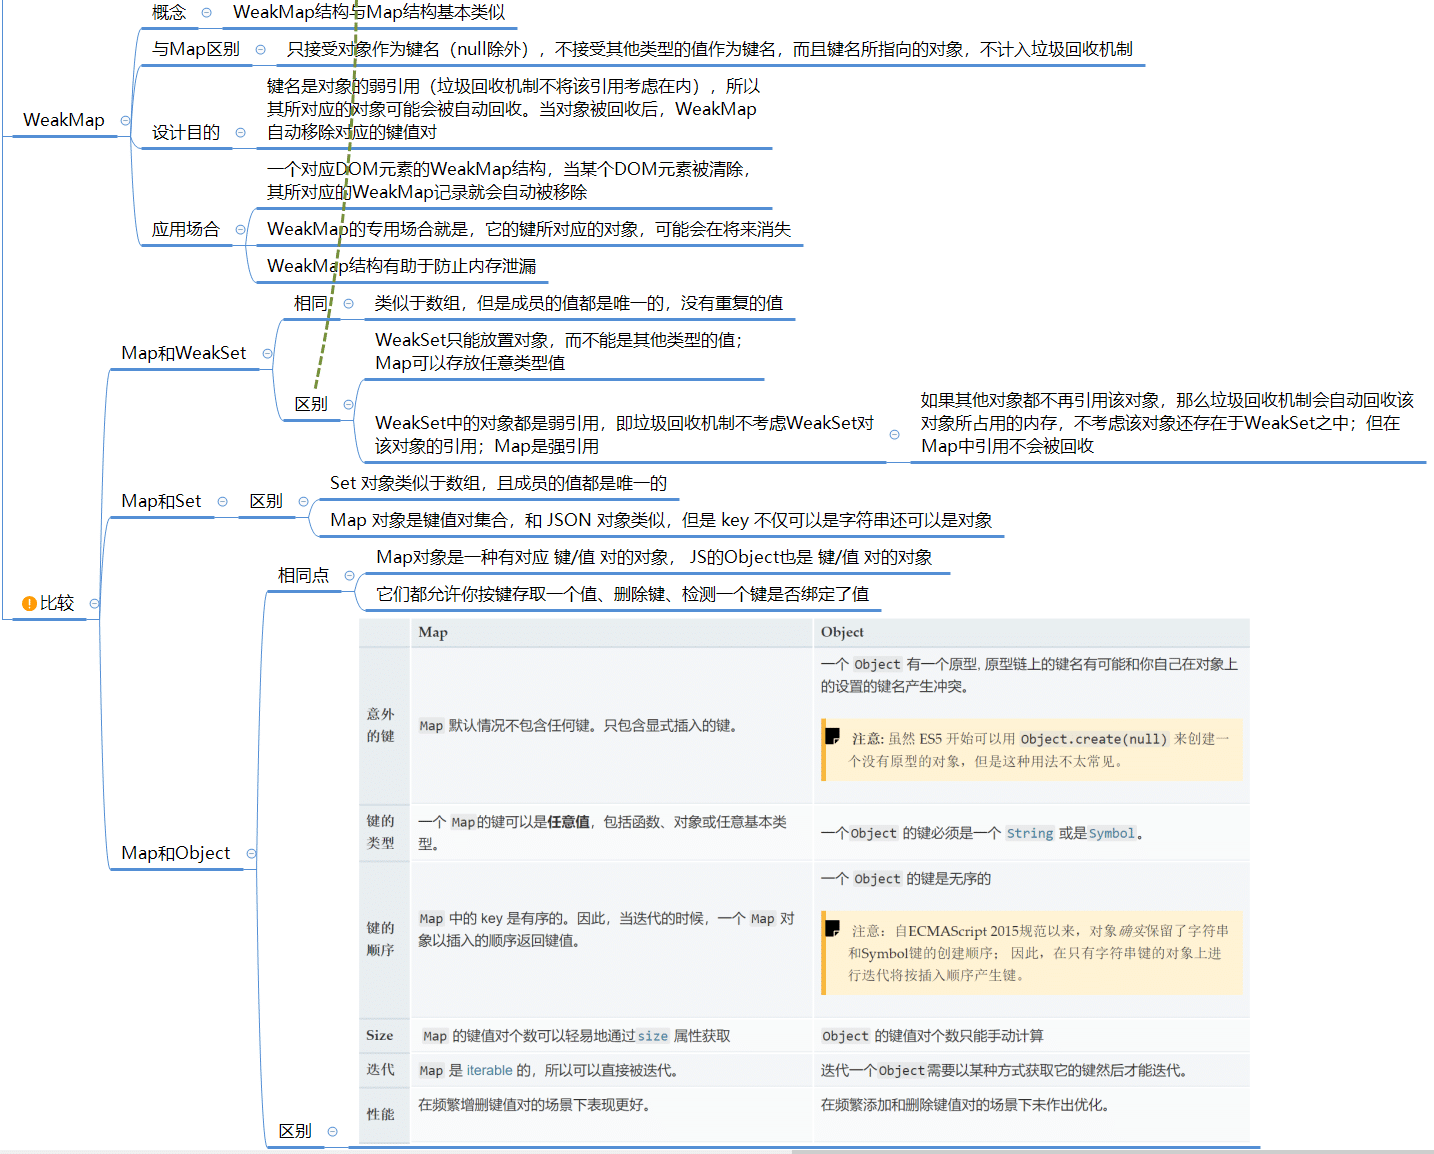 概念
WeakMap结构与Map结构基本类似
与Map区别
只接受对象作为键名（null除外），不接受其他类型的值作为键名，而且键名所指向的对象，不计入垃圾回收机制
WeakMap
设计目的
键名是对象的弱引用（垃圾回收机制不将该引用考虑在内），所以
其所对应的对象可能会被自动回收。当对象被回收后，WeakMap
自动移除对应的键值对
应用场合
一个对应DOM元素的WeakMap结构，当某个DOM元素被清除，
其所对应的WeakMap记录就会自动被移除
WeakMap的专用场合就是，它的键所对应的对象，可能会在将来消失
WeakMap结构有助于防止内存泄漏
比较
Map和WeakSet
相同
类似于数组，但是成员的值都是唯一的，没有重复的值
区别
WeakSet只能放置对象，而不能是其他类型的值；
Map可以存放任意类型值
WeakSet中的对象都是弱引用，即垃圾回收机制不考虑WeakSet对
该对象的引用；Map是强引用
如果其他对象都不再引用该对象，那么垃圾回收机制会自动回收该
对象所占用的内存，不考虑该对象还存在于WeakSet之中；但在
Map中引用不会被回收
Map和Set
区别
Set 对象类似于数组，且成员的值都是唯一的
Map 对象是键值对集合，和 JSON 对象类似，但是 key 不仅可以是字符串还可以是对象
Map和Object
相同点
Map对象是一种有对应 键/值 对的对象， JS的Object也是 键/值 对的对象
它们都允许你按键存取一个值、删除键、检测一个键是否绑定了值
区别
Map
Object
意外
的键
Map 默认情况不包含任何键。只包含显式插入的键。
一个 Object 有一个原型, 原型链上的键名有可能和你自己在对象上
的设置的键名产生冲突。
注意: 虽然 ES5 开始可以用 Object.create(null) 来创建一
个没有原型的对象，但是这种用法不太常见。
键的
类型
一个 Map的键可以是任意值，包括函数、对象或任意基本类
型。
一个Object 的键必须是一个 String 或是Symbol。
键的
顺序
Map 中的 key 是有序的。因此，当迭代的时候，一个 Map 对
象以插入的顺序返回键值。
一个 Object 的键是无序的
注意：自ECMAScript 2015规范以来，对象确实保留了字符串
和Symbol键的创建顺序； 因此，在只有字符串键的对象上进
行迭代将按插入顺序产生键。
Size
Map 的键值对个数可以轻易地通过size 属性获取
Object 的键值对个数只能手动计算
迭代
Map 是 iterable 的，所以可以直接被迭代。
迭代一个Object需要以某种方式获取它的键然后才能迭代。
性能
在频繁增删键值对的场景下表现更好。
在频繁添加和删除键值对的场景下未作出优化。